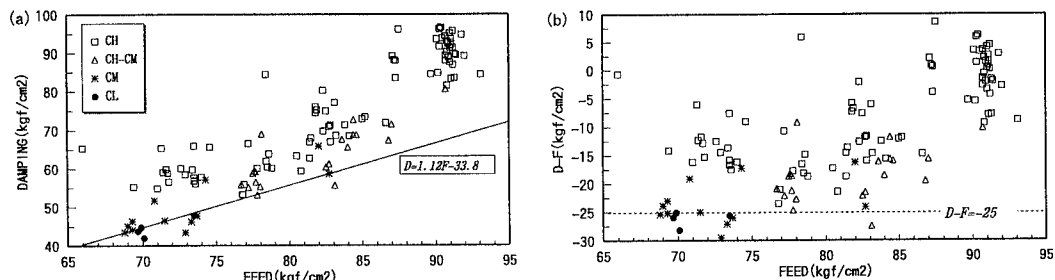 (a)
DAMPING(kgf/cm2)
100
90
80
70
60
50
40
CH
CH-CM
CM
CL
D=1.12F-33.8
65
70
75
80
85
90
95
FEED(kgf/cm2)
(b)
D-F(kgf/cm2)
10
5
0
-5
-10
-15
-20
-25
-30
D-F=-25
65
70
75
80
85
90
95
FEED(kgf/cm2)